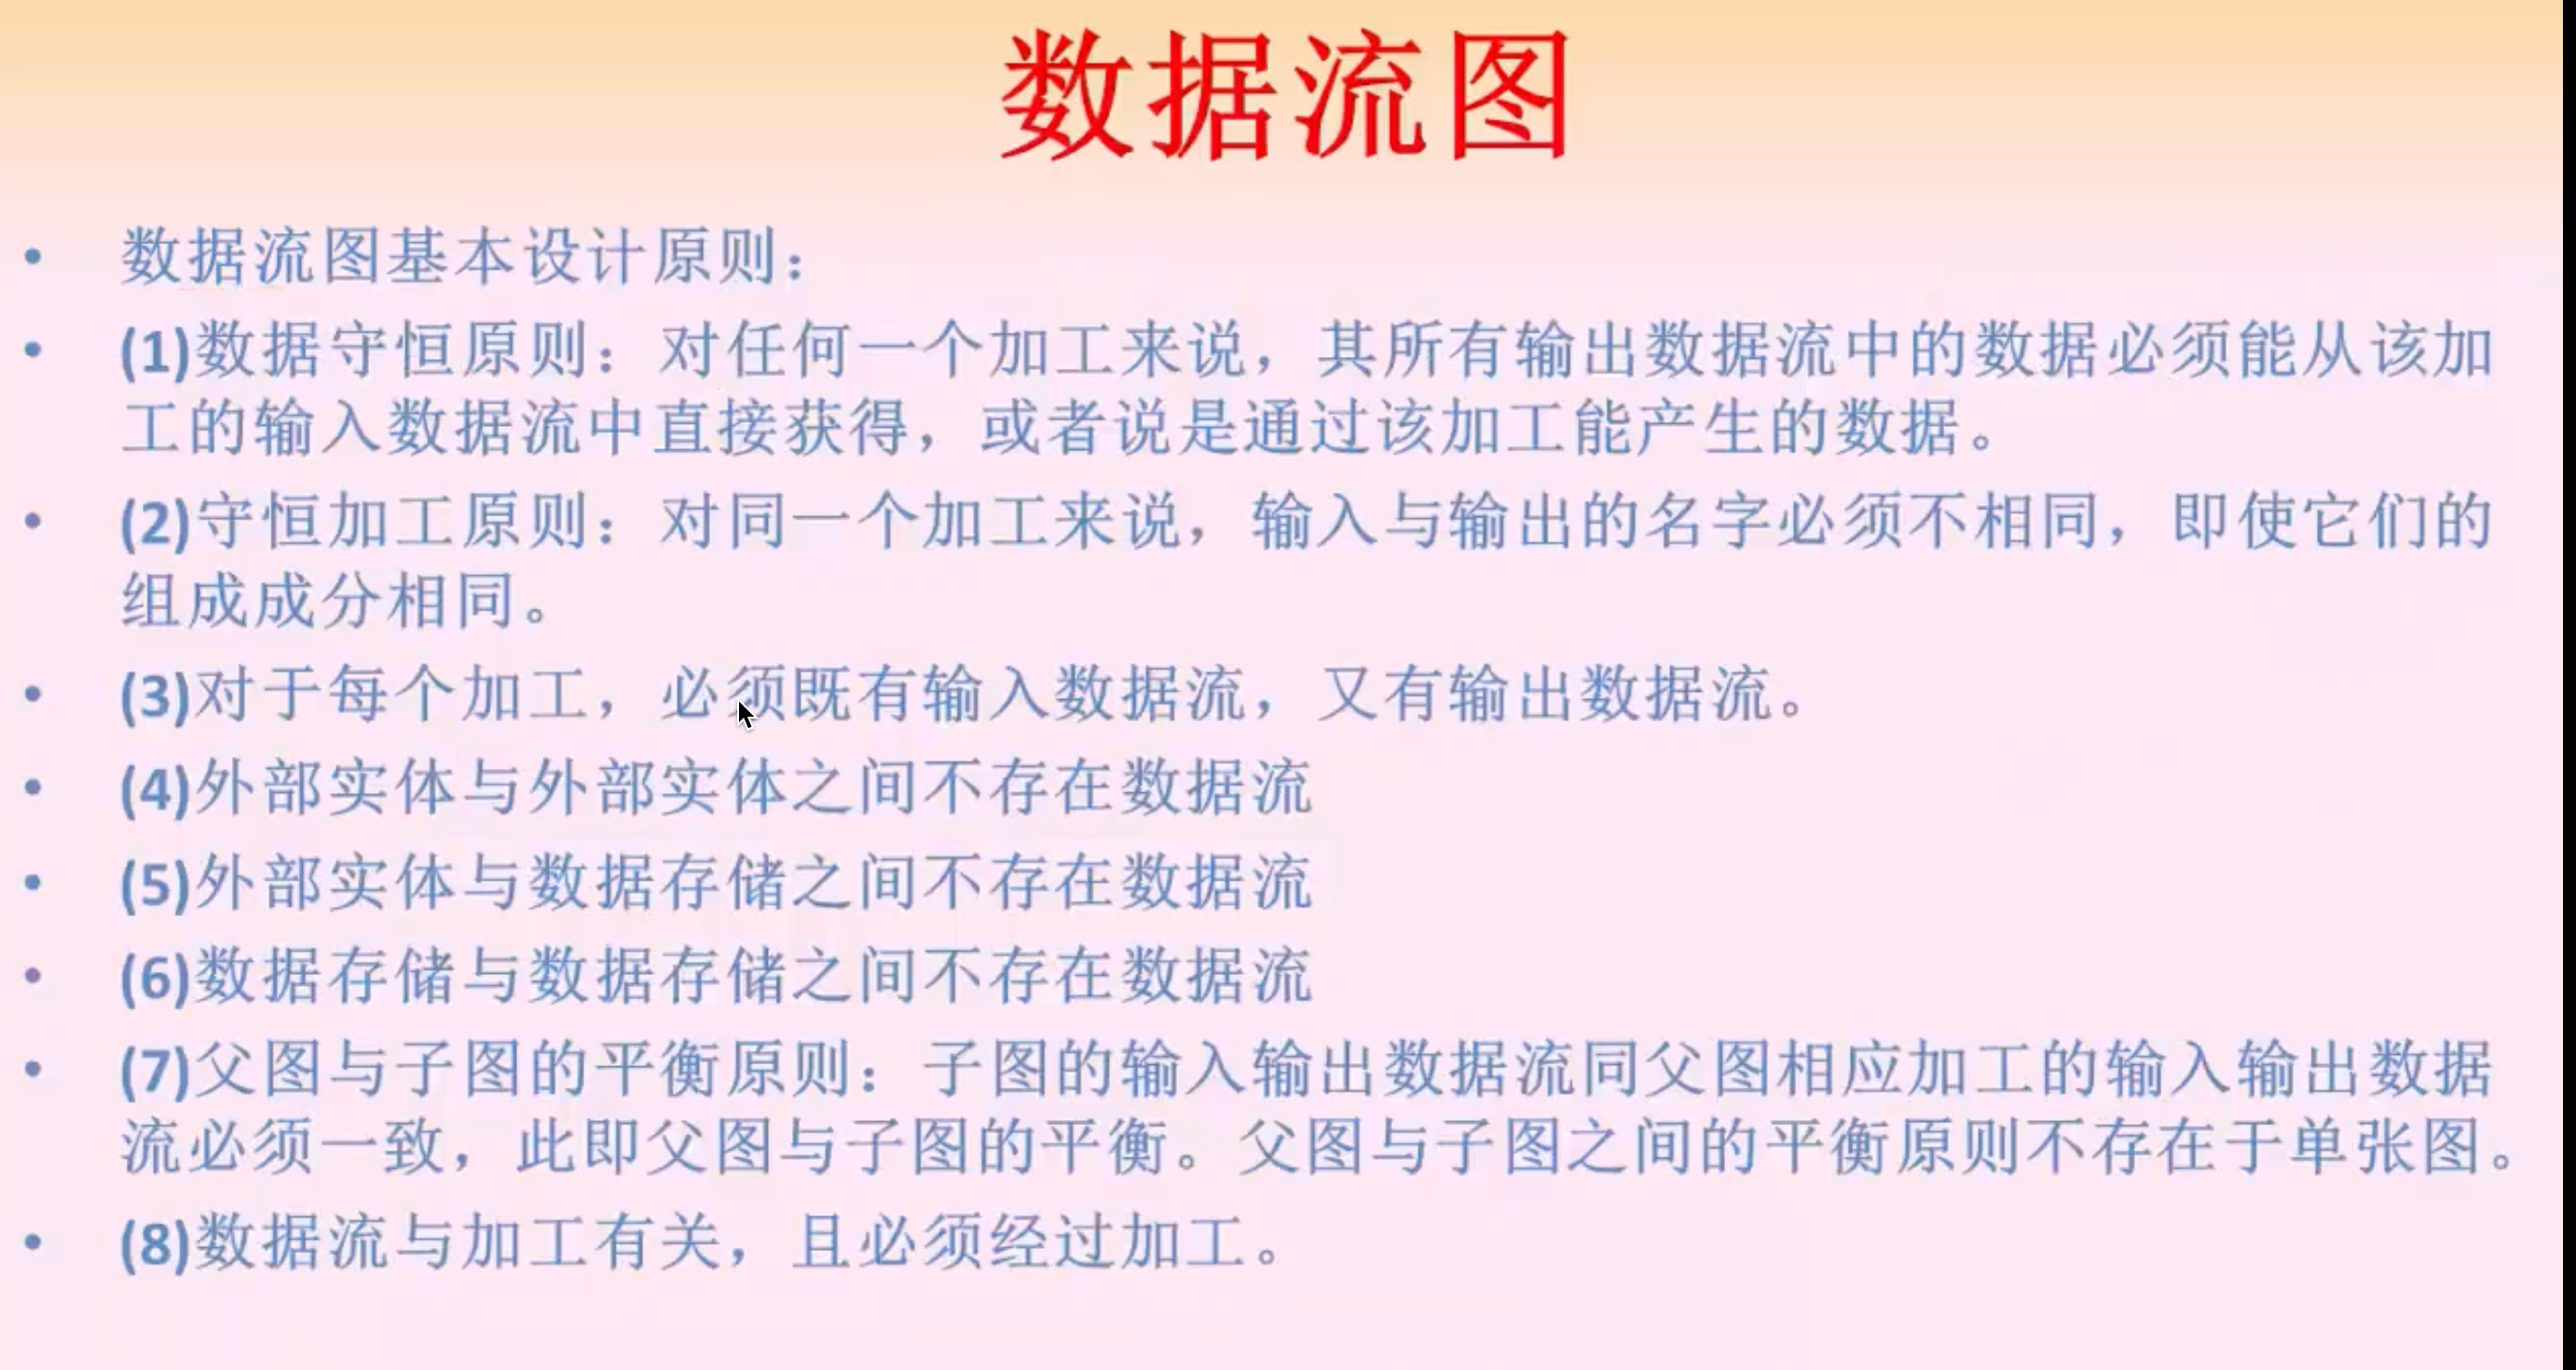 数据流图
• 数据流图基本设计原则：
• (1)数据守恒原则：对任何一个加工来说，其所有输出数据流中的数据必须能从该加
工的输入数据流中直接获得，或者说是通过该加工能产生的数据。
• (2)守恒加工原则：对同一个加工来说，输入与输出的名字必须不相同，即使它们的
组成成分相同。
• (3)对于每个加工，必须既有输入数据流，又有输出数据流。
• (4)外部实体与外部实体之间不存在数据流
• (5)外部实体与数据存储之间不存在数据流
• (6)数据存储与数据存储之间不存在数据流
• (7)父图与子图的平衡原则：子图的输入输出数据流同父图相应加工的输入输出数据
流必须一致，此即父图与子图的平衡。父图与子图之间的平衡原则不存在于单张图。
• (8)数据流与加工有关，且必须经过加工。